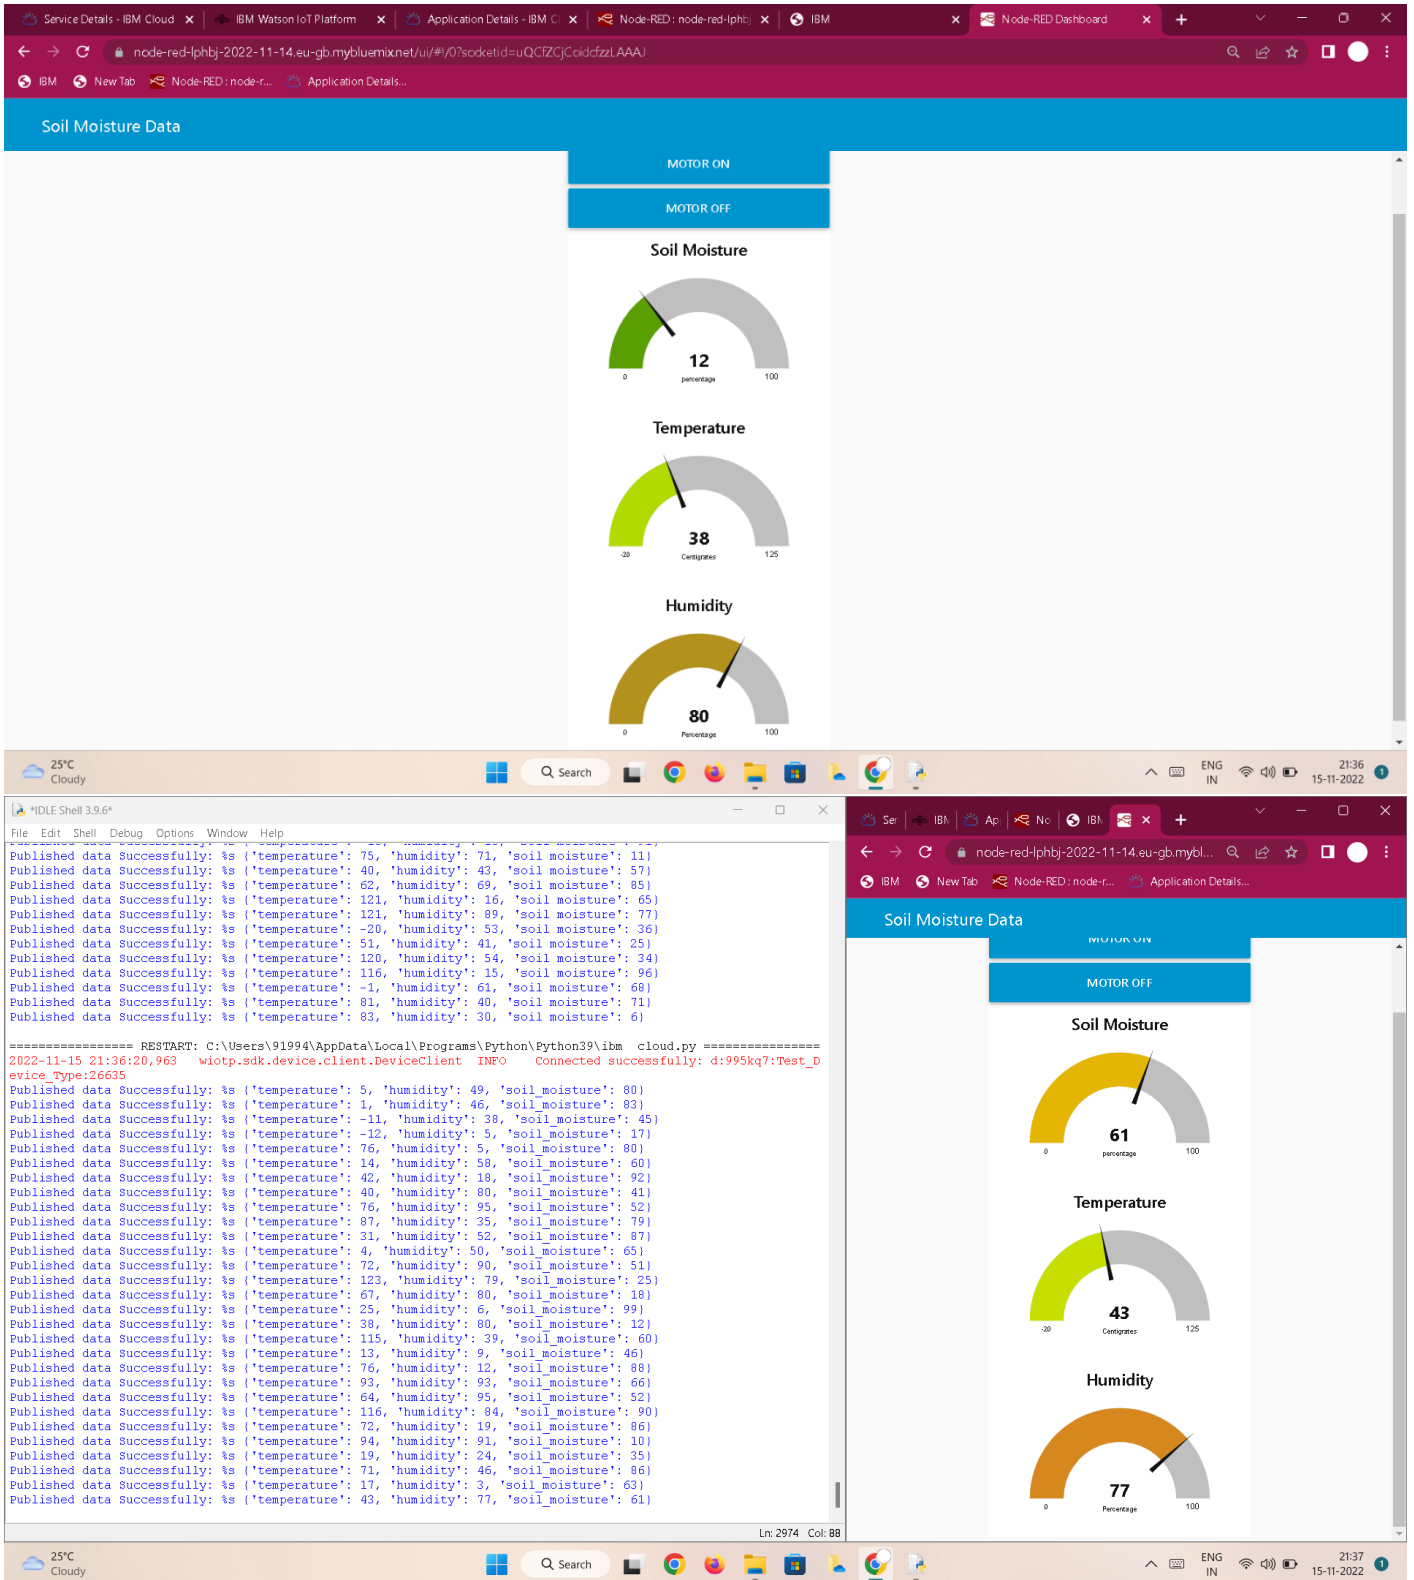 Service Details - IBM Cloud
IBM Watson IoT Platform
Application Details - IBM C
Node-RED : node-red-lphbj
IBM
Node-RED Dashboard
node-red-lphbj-2022-11-14.eu-gb.mybluemix.net/ui/#!/0?socketid=uQCfZCjCoidcfzzLAAAJ
IBM
New Tab
Node-RED : node-r...
Application Details...
Soil Moisture Data
MOTOR ON
MOTOR OFF
Soil Moisture
12
percentage
0
100
Temperature
38
Centigrates
-20
125
Humidity
80
Percentage
0
100
25°C
Cloudy
Search
ENG
IN
21:36
15-11-2022
1
*IDLE Shell 3.9.6*
File Edit Shell Debug Options Window Help
Published data Successfully: %s {'temperature': 75, 'humidity': 71, 'soil moisture': 11}
Published data Successfully: %s {'temperature': 40, 'humidity': 43, 'soil moisture': 57}
Published data Successfully: %s {'temperature': 62, 'humidity': 69, 'soil moisture': 85}
Published data Successfully: %s {'temperature': 121, 'humidity': 16, 'soil moisture': 65}
Published data Successfully: %s {'temperature': 121, 'humidity': 89, 'soil moisture': 77}
Published data Successfully: %s {'temperature': -20, 'humidity': 53, 'soil moisture': 36}
Published data Successfully: %s {'temperature': 51, 'humidity': 41, 'soil moisture': 25}
Published data Successfully: %s {'temperature': 120, 'humidity': 54, 'soil moisture': 34}
Published data Successfully: %s {'temperature': 116, 'humidity': 15, 'soil moisture': 96}
Published data Successfully: %s {'temperature': -1, 'humidity': 61, 'soil moisture': 68}
Published data Successfully: %s {'temperature': 81, 'humidity': 40, 'soil moisture': 71}
Published data Successfully: %s {'temperature': 83, 'humidity': 30, 'soil moisture': 6}
================= RESTART: C:\Users\91994\AppData\Local\Programs\Python\Python39\ibm cloud.py ================
2022-11-15 21:36:20,963 wiotp.sdk.device.client.DeviceClient INFO Connected successfully: d:995kq7:Test_D
evice_Type:26635
Published data Successfully: %s {'temperature': 5, 'humidity': 49, 'soil_moisture': 80}
Published data Successfully: %s {'temperature': 1, 'humidity': 46, 'soil_moisture': 83}
Published data Successfully: %s {'temperature': -11, 'humidity': 38, 'soil_moisture': 45}
Published data Successfully: %s {'temperature': -12, 'humidity': 5, 'soil_moisture': 17}
Published data Successfully: %s {'temperature': 76, 'humidity': 5, 'soil_moisture': 80}
Published data Successfully: %s {'temperature': 14, 'humidity': 58, 'soil_moisture': 60}
Published data Successfully: %s {'temperature': 42, 'humidity': 18, 'soil_moisture': 92}
Published data Successfully: %s {'temperature': 40, 'humidity': 80, 'soil_moisture': 41}
Published data Successfully: %s {'temperature': 76, 'humidity': 95, 'soil_moisture': 52}
Published data Successfully: %s {'temperature': 87, 'humidity': 35, 'soil_moisture': 79}
Published data Successfully: %s {'temperature': 31, 'humidity': 52, 'soil_moisture': 87}
Published data Successfully: %s {'temperature': 4, 'humidity': 50, 'soil_moisture': 65}
Published data Successfully: %s {'temperature': 72, 'humidity': 90, 'soil_moisture': 51}
Published data Successfully: %s {'temperature': 123, 'humidity': 79, 'soil_moisture': 25}
Published data Successfully: %s {'temperature': 67, 'humidity': 80, 'soil_moisture': 18}
Published data Successfully: %s {'temperature': 25, 'humidity': 6, 'soil_moisture': 99}
Published data Successfully: %s {'temperature': 38, 'humidity': 80, 'soil_moisture': 12}
Published data Successfully: %s {'temperature': 115, 'humidity': 39, 'soil_moisture': 60}
Published data Successfully: %s {'temperature': 13, 'humidity': 9, 'soil_moisture': 46}
Published data Successfully: %s {'temperature': 76, 'humidity': 12, 'soil_moisture': 88}
Published data Successfully: %s {'temperature': 93, 'humidity': 93, 'soil_moisture': 66}
Published data Successfully: %s {'temperature': 64, 'humidity': 95, 'soil_moisture': 52}
Published data Successfully: %s {'temperature': 116, 'humidity': 84, 'soil_moisture': 90}
Published data Successfully: %s {'temperature': 72, 'humidity': 19, 'soil_moisture': 86}
Published data Successfully: %s {'temperature': 94, 'humidity': 91, 'soil_moisture': 10}
Published data Successfully: %s {'temperature': 19, 'humidity': 24, 'soil_moisture': 35}
Published data Successfully: %s {'temperature': 71, 'humidity': 46, 'soil_moisture': 86}
Published data Successfully: %s {'temperature': 17, 'humidity': 3, 'soil_moisture': 63}
Published data Successfully: %s {'temperature': 43, 'humidity': 77, 'soil_moisture': 61}
Ln: 2974 Col: 88
Ser
IBM
Ap
No
IBM
node-red-lphbj-2022-11-14.eu-gb.mybl...
IBM
New Tab
Node-RED : node-r...
Application Details...
Soil Moisture Data
MOTOR ON
MOTOR OFF
Soil Moisture
61
percentage
0
100
Temperature
43
Centigrates
-20
125
Humidity
77
Percentage
0
100
25°C
Cloudy
Search
ENG
IN
21:37
15-11-2022
1